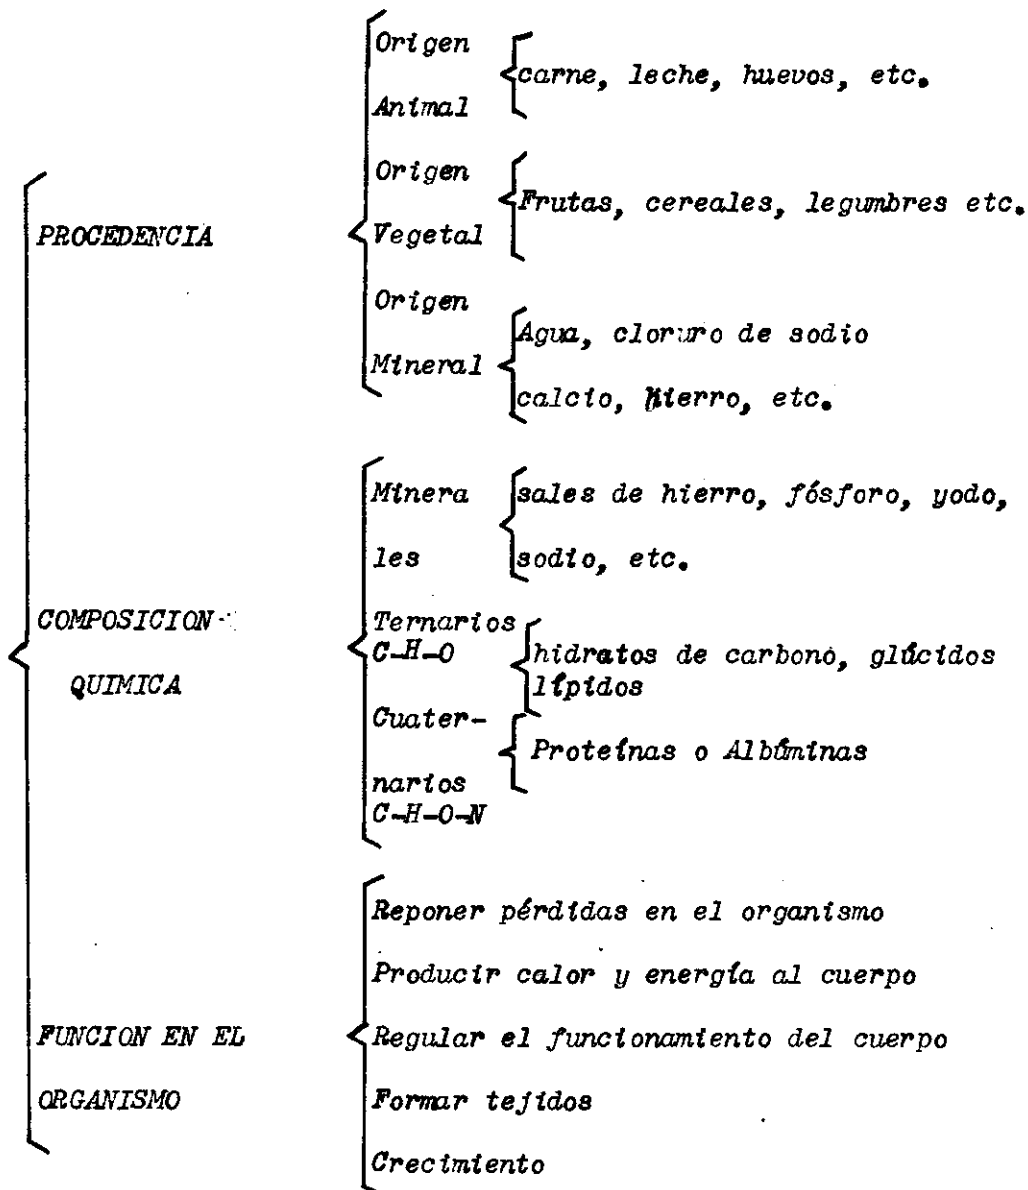 Origen
carne, leche, huevos, etc.
Animal
Origen
Frutas, cereales, legumbres etc.
PROCEDENCIA
Vegetal
Origen
Agua, cloruro de sodio
Mineral
calcio, hierro, etc.
Minera
sales de hierro, fósforo, yodo,
les
sodio, etc.
COMPOSICION
QUIMICA
Ternarios
C-H-O
hidratos de carbono, glúcidos
lípidos
Cuater-
Proteínas o Albúminas
narios
C-H-O-N
Reponer pérdidas en el organismo
Producir calor y energía al cuerpo
FUNCION EN EL
Regular el funcionamiento del cuerpo
ORGANISMO
Formar tejidos
Crecimiento